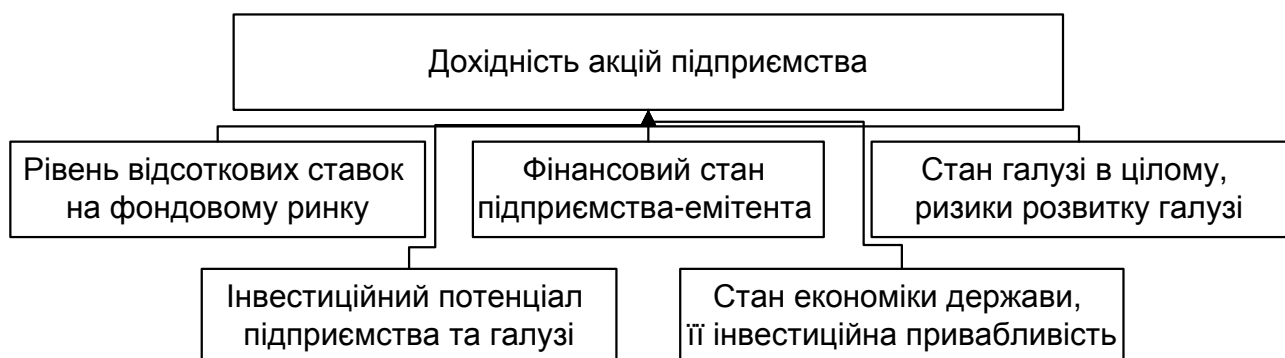 Дохідність акцій підприємства
Рівень відсоткових ставок
на фондовому ринку
Фінансовий стан
підприємства-емітента
Стан галузі в цілому,
ризики розвитку галузі
Інвестиційний потенціал
підприємства та галузі
Стан економіки держави,
її інвестиційна привабливість